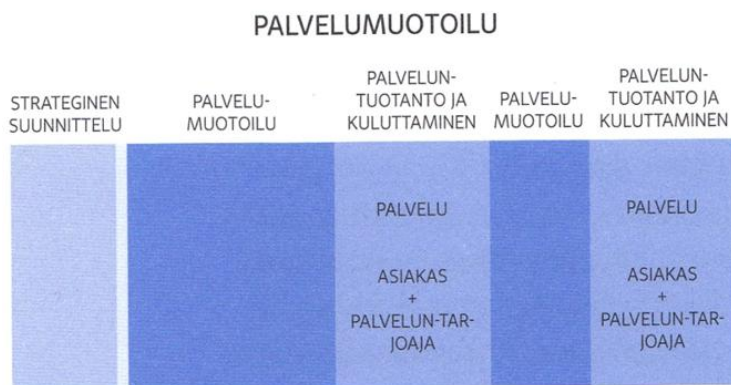 PALVELUMUOTOILU
STRATEGINEN
SUUNNITTELU
PALVELU-
MUOTOILU
PALVELUN-
TUOTANTO JA
KULUTTAMINEN
PALVELU-
MUOTOILU
PALVELUN-
TUOTANTO JA
KULUTTAMINEN
PALVELU
ASIAKAS
+
PALVELUN-TAR-
JOAJA
PALVELU
ASIAKAS
+
PALVELUN-TAR-
JOAJA